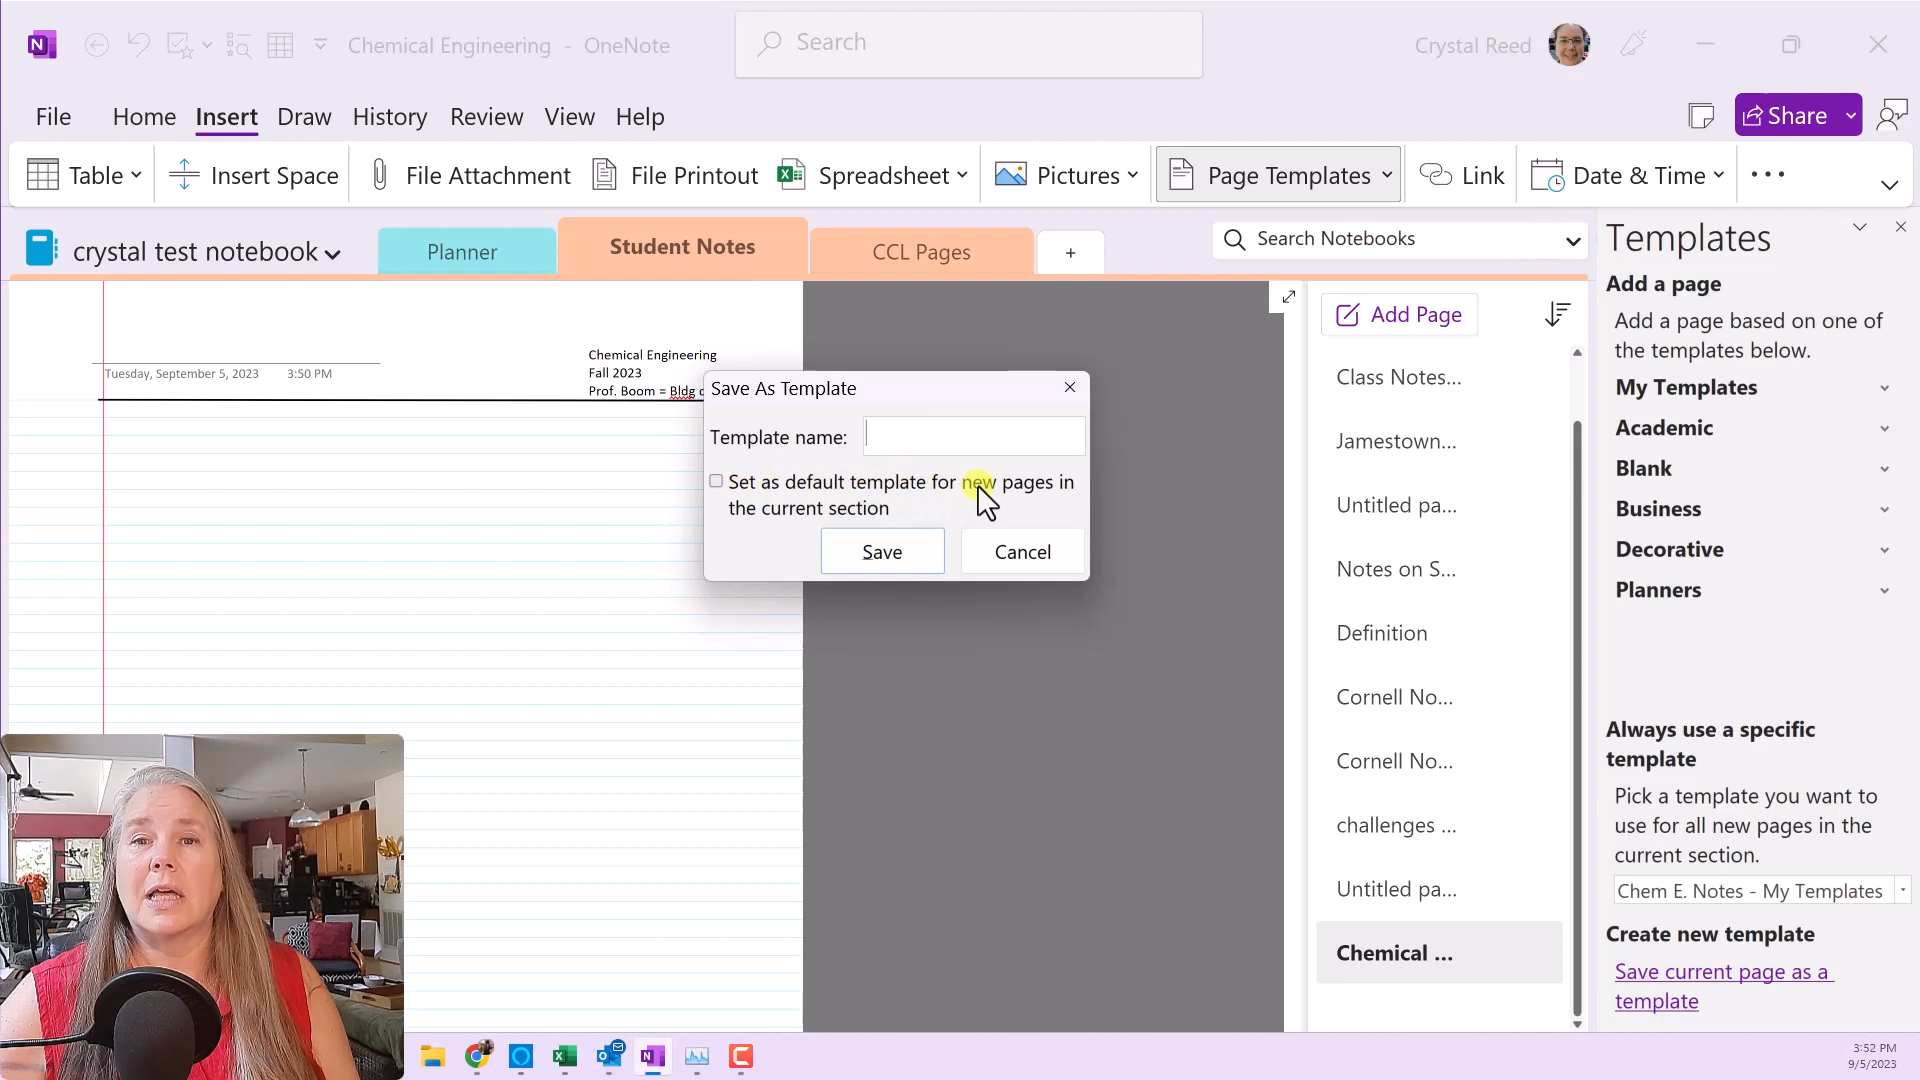 Chemical Engineering - OneNote
Search
Crystal Reed
File
Home
Insert
Draw
History
Review
View
Help
Share
Table
Insert Space
File Attachment
File Printout
Spreadsheet
Pictures
Page Templates
Link
Date & Time
crystal test notebook
Planner
Student Notes
CCL Pages
+
Search Notebooks
Chemical Engineering
Fall 2023
Tuesday, September 5, 2023 3:50 PM
Prof. Boom = Bldg
Save As Template
Template name:
Set as default template for new pages in
the current section
Save
Cancel
Add Page
Class Notes...
Jamestown...
Untitled pa...
Notes on S...
Definition
Cornell No...
Cornell No...
challenges ...
Untitled pa...
Chemical ...
Templates
Add a page
Add a page based on one of
the templates below.
My Templates
Academic
Blank
Business
Decorative
Planners
Always use a specific
template
Pick a template you want to
use for all new pages in the
current section.
Chem E. Notes - My Templates
Create new template
Save current page as a
template
3:52 PM
9/5/2023